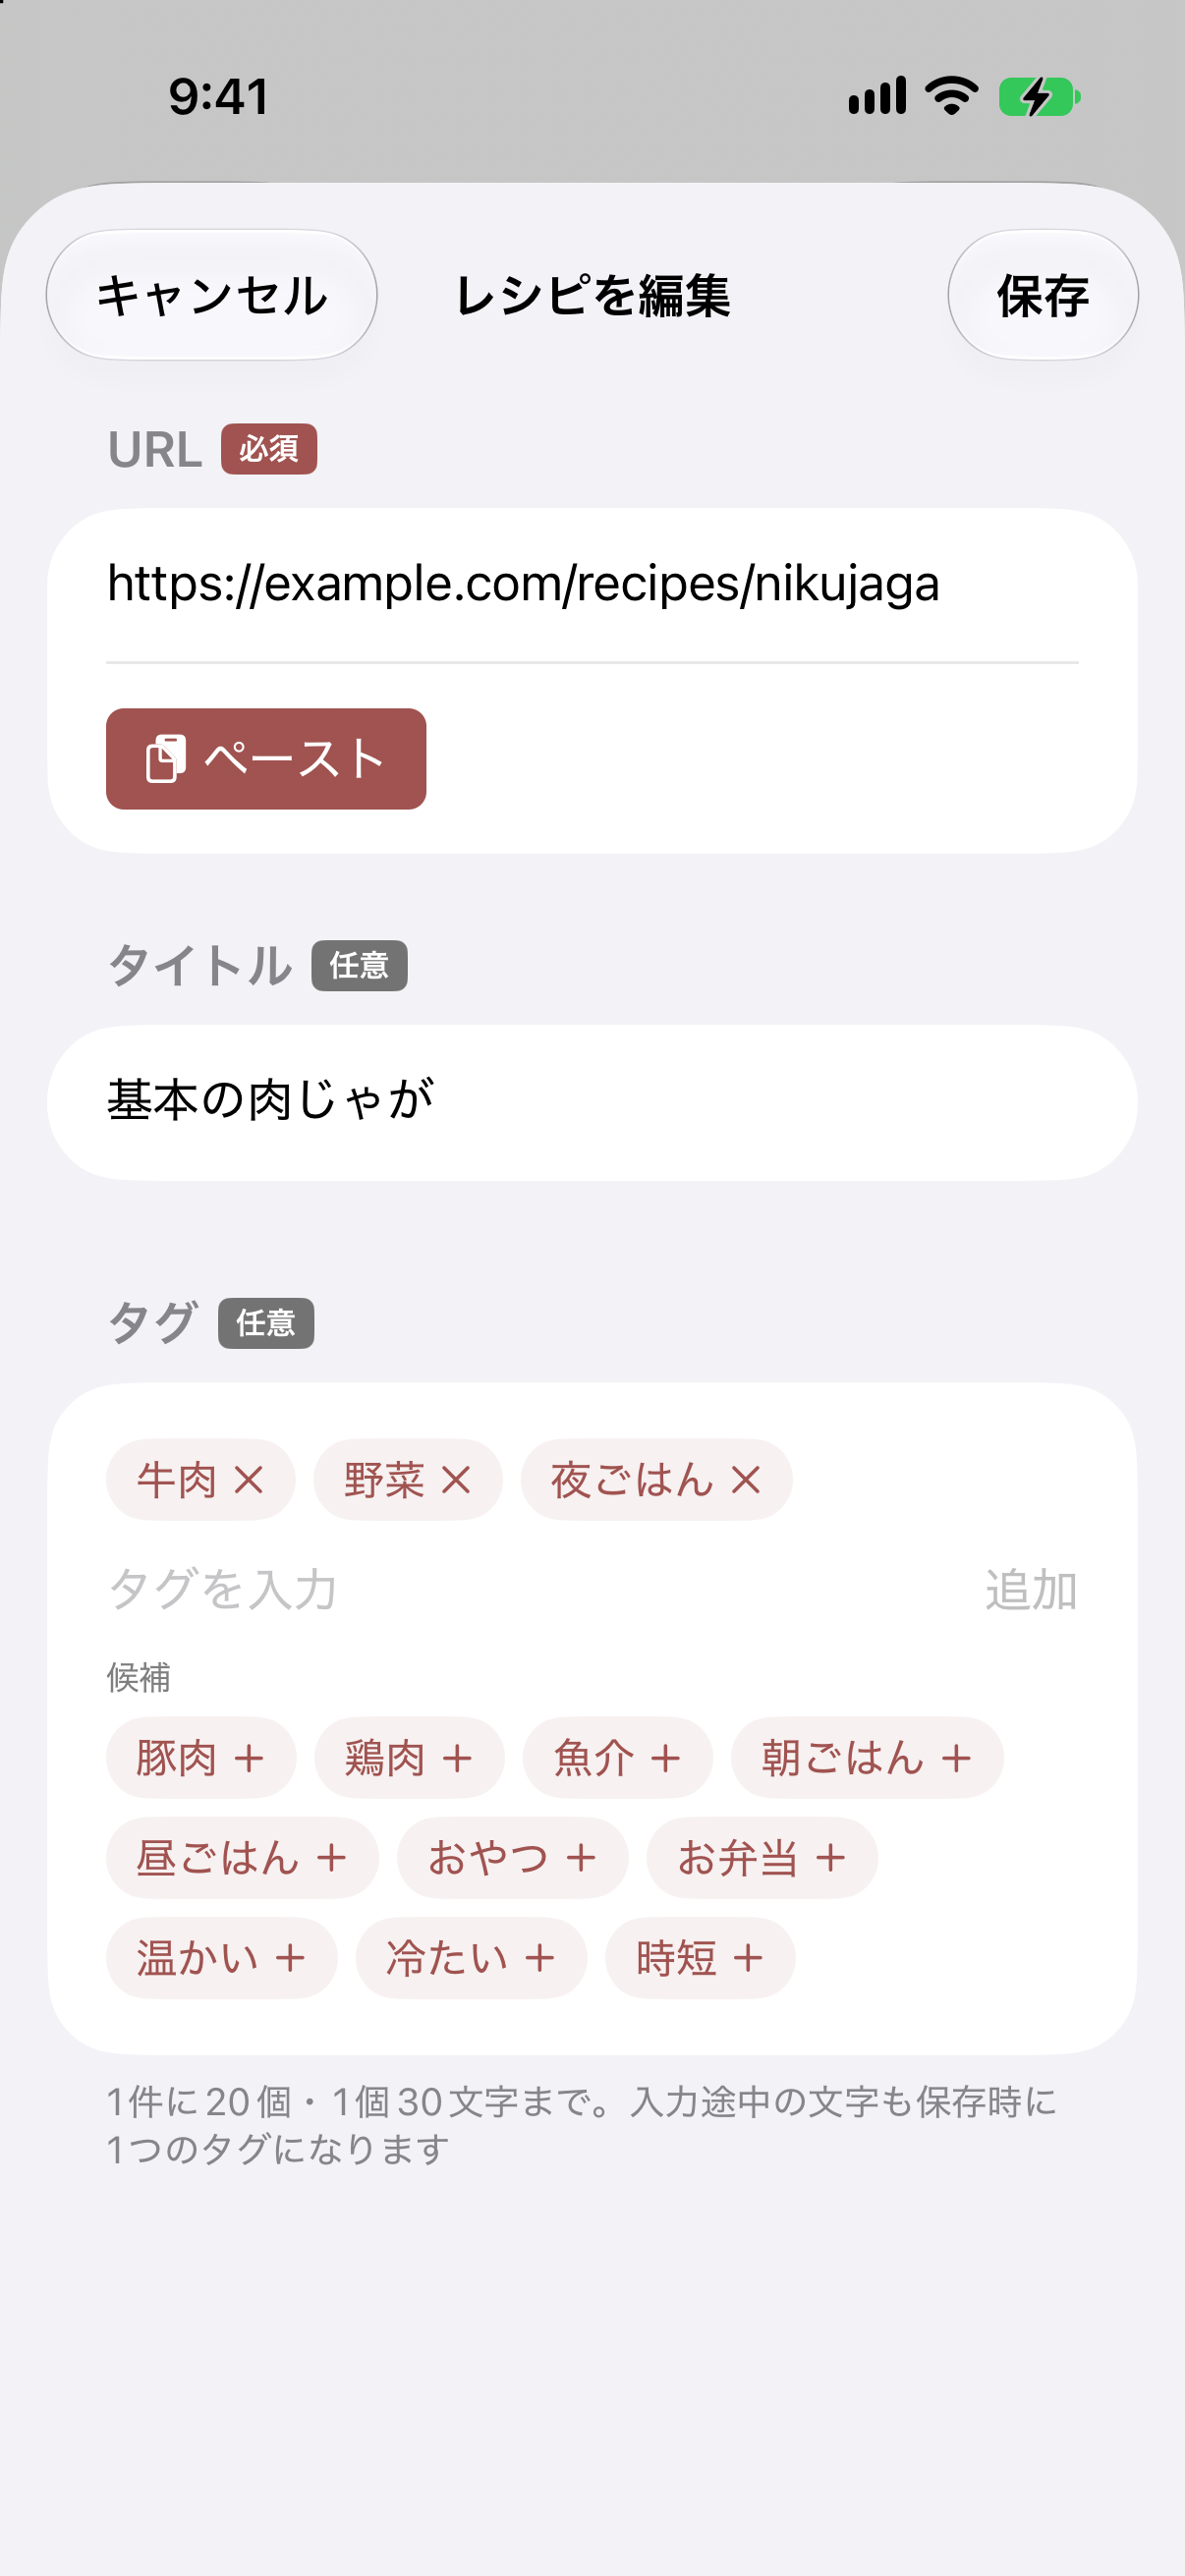 9:41
キャンセル レシピを編集 保存
URL 必須
https://example.com/recipes/nikujaga
ペースト
タイトル 任意
基本の肉じゃが
タグ 任意
牛肉 × 野菜 × 夜ごはん ×
タグを入力 追加
候補
豚肉 + 鶏肉 + 魚介 + 朝ごはん +
昼ごはん + おやつ + お弁当 +
温かい + 冷たい + 時短 +
1件に20個・1個30文字まで。入力途中の文字も保存時に
1つのタグになります